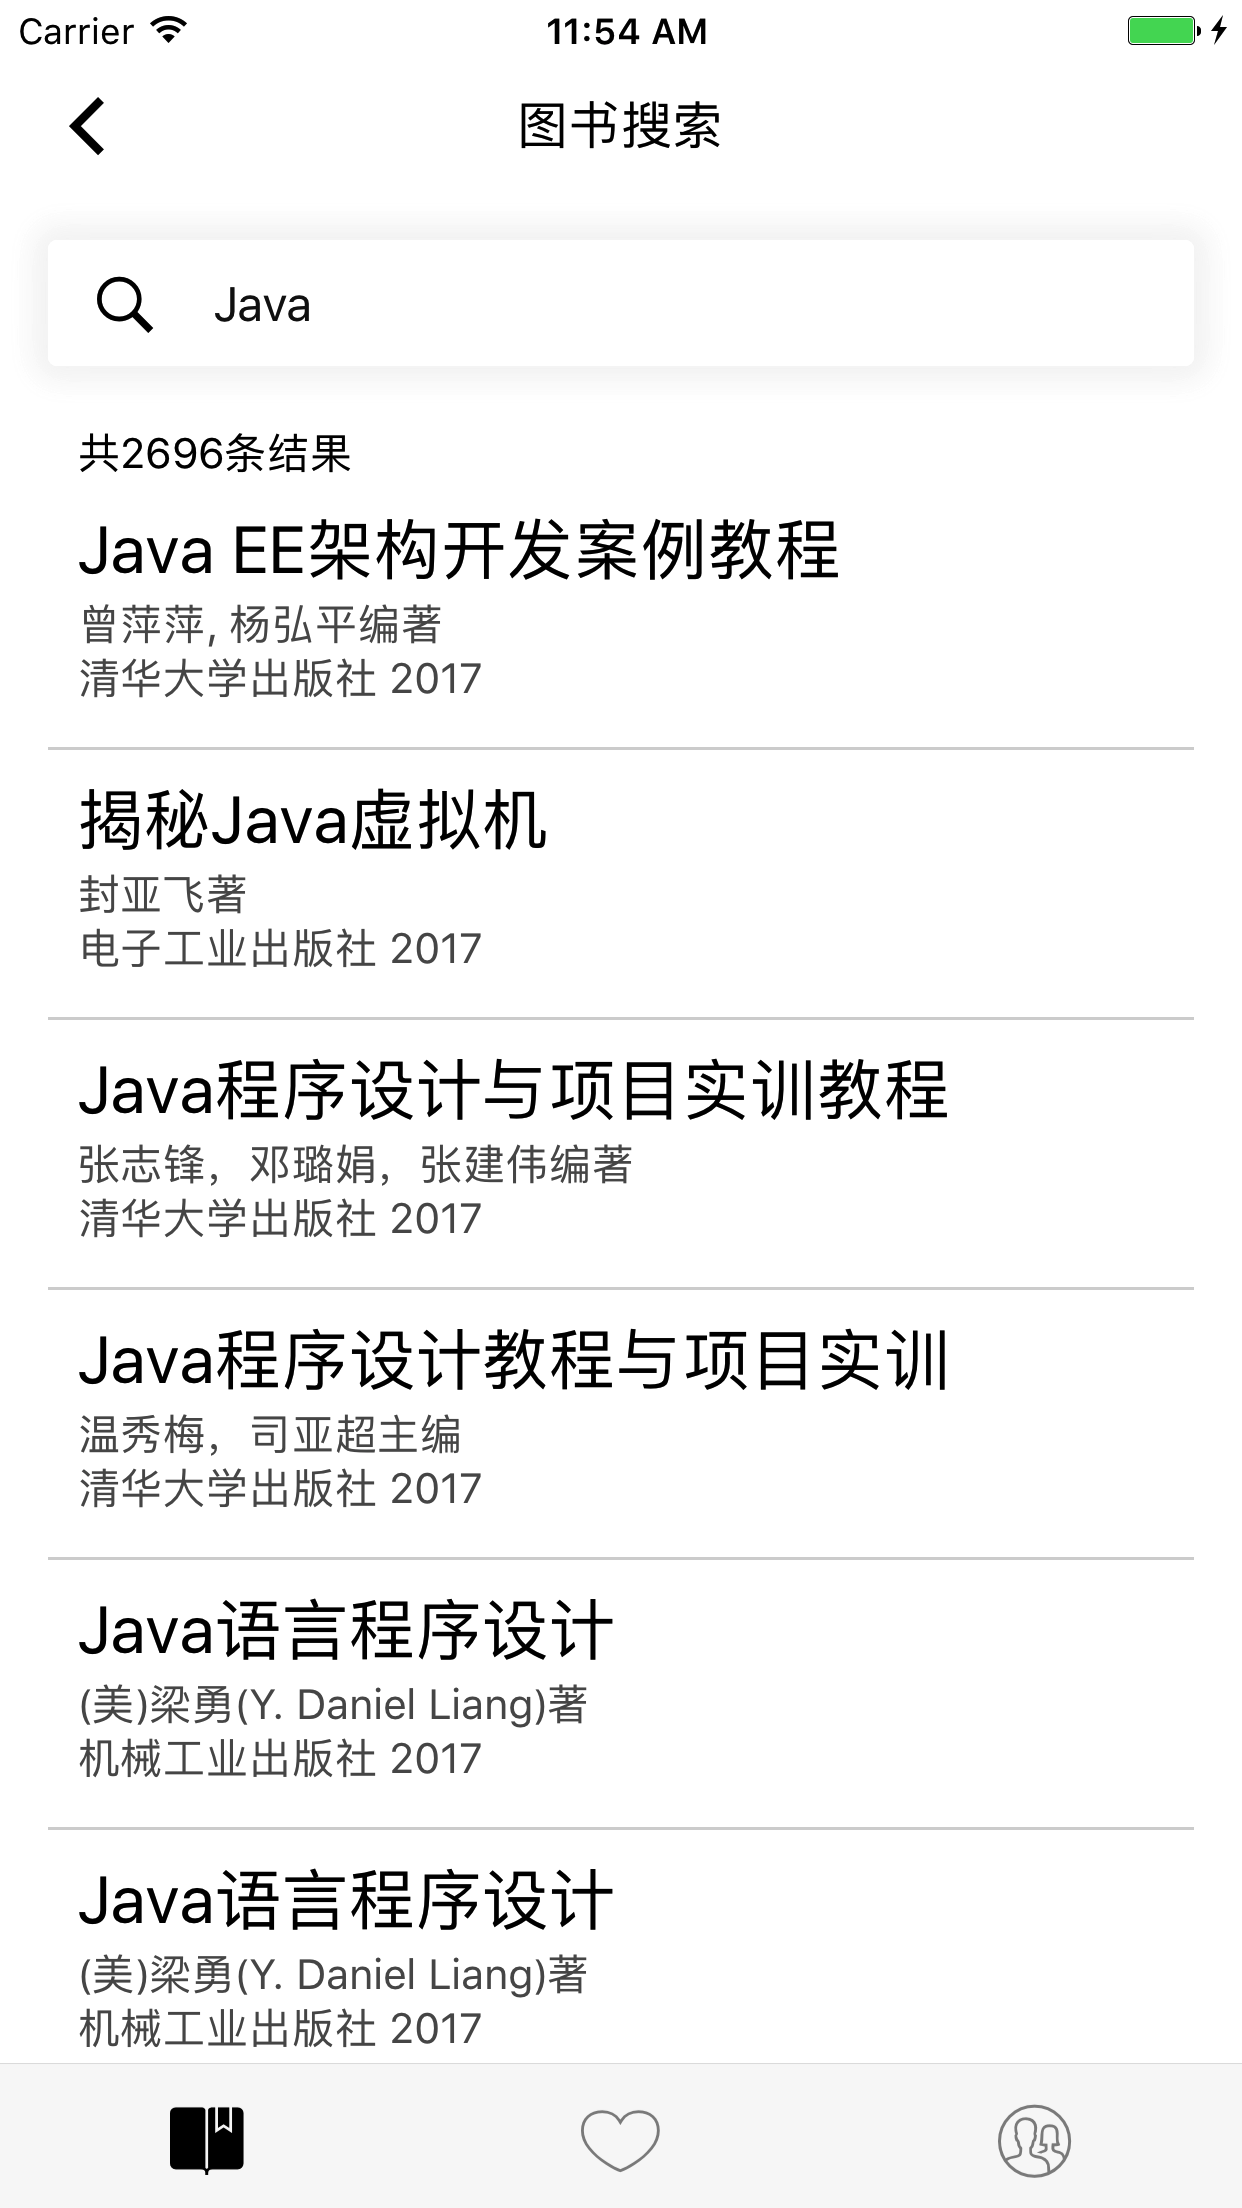 Carrier
11:54 AM
图书搜索
Java
共2696条结果
Java EE架构开发案例教程
曾萍萍, 杨弘平编著
清华大学出版社 2017
揭秘Java虚拟机
封亚飞著
电子工业出版社 2017
Java程序设计与项目实训教程
张志锋，邓璐娟，张建伟编著
清华大学出版社 2017
Java程序设计教程与项目实训
温秀梅，司亚超主编
清华大学出版社 2017
Java语言程序设计
(美)梁勇(Y. Daniel Liang)著
机械工业出版社 2017
Java语言程序设计
(美)梁勇(Y. Daniel Liang)著
机械工业出版社 2017